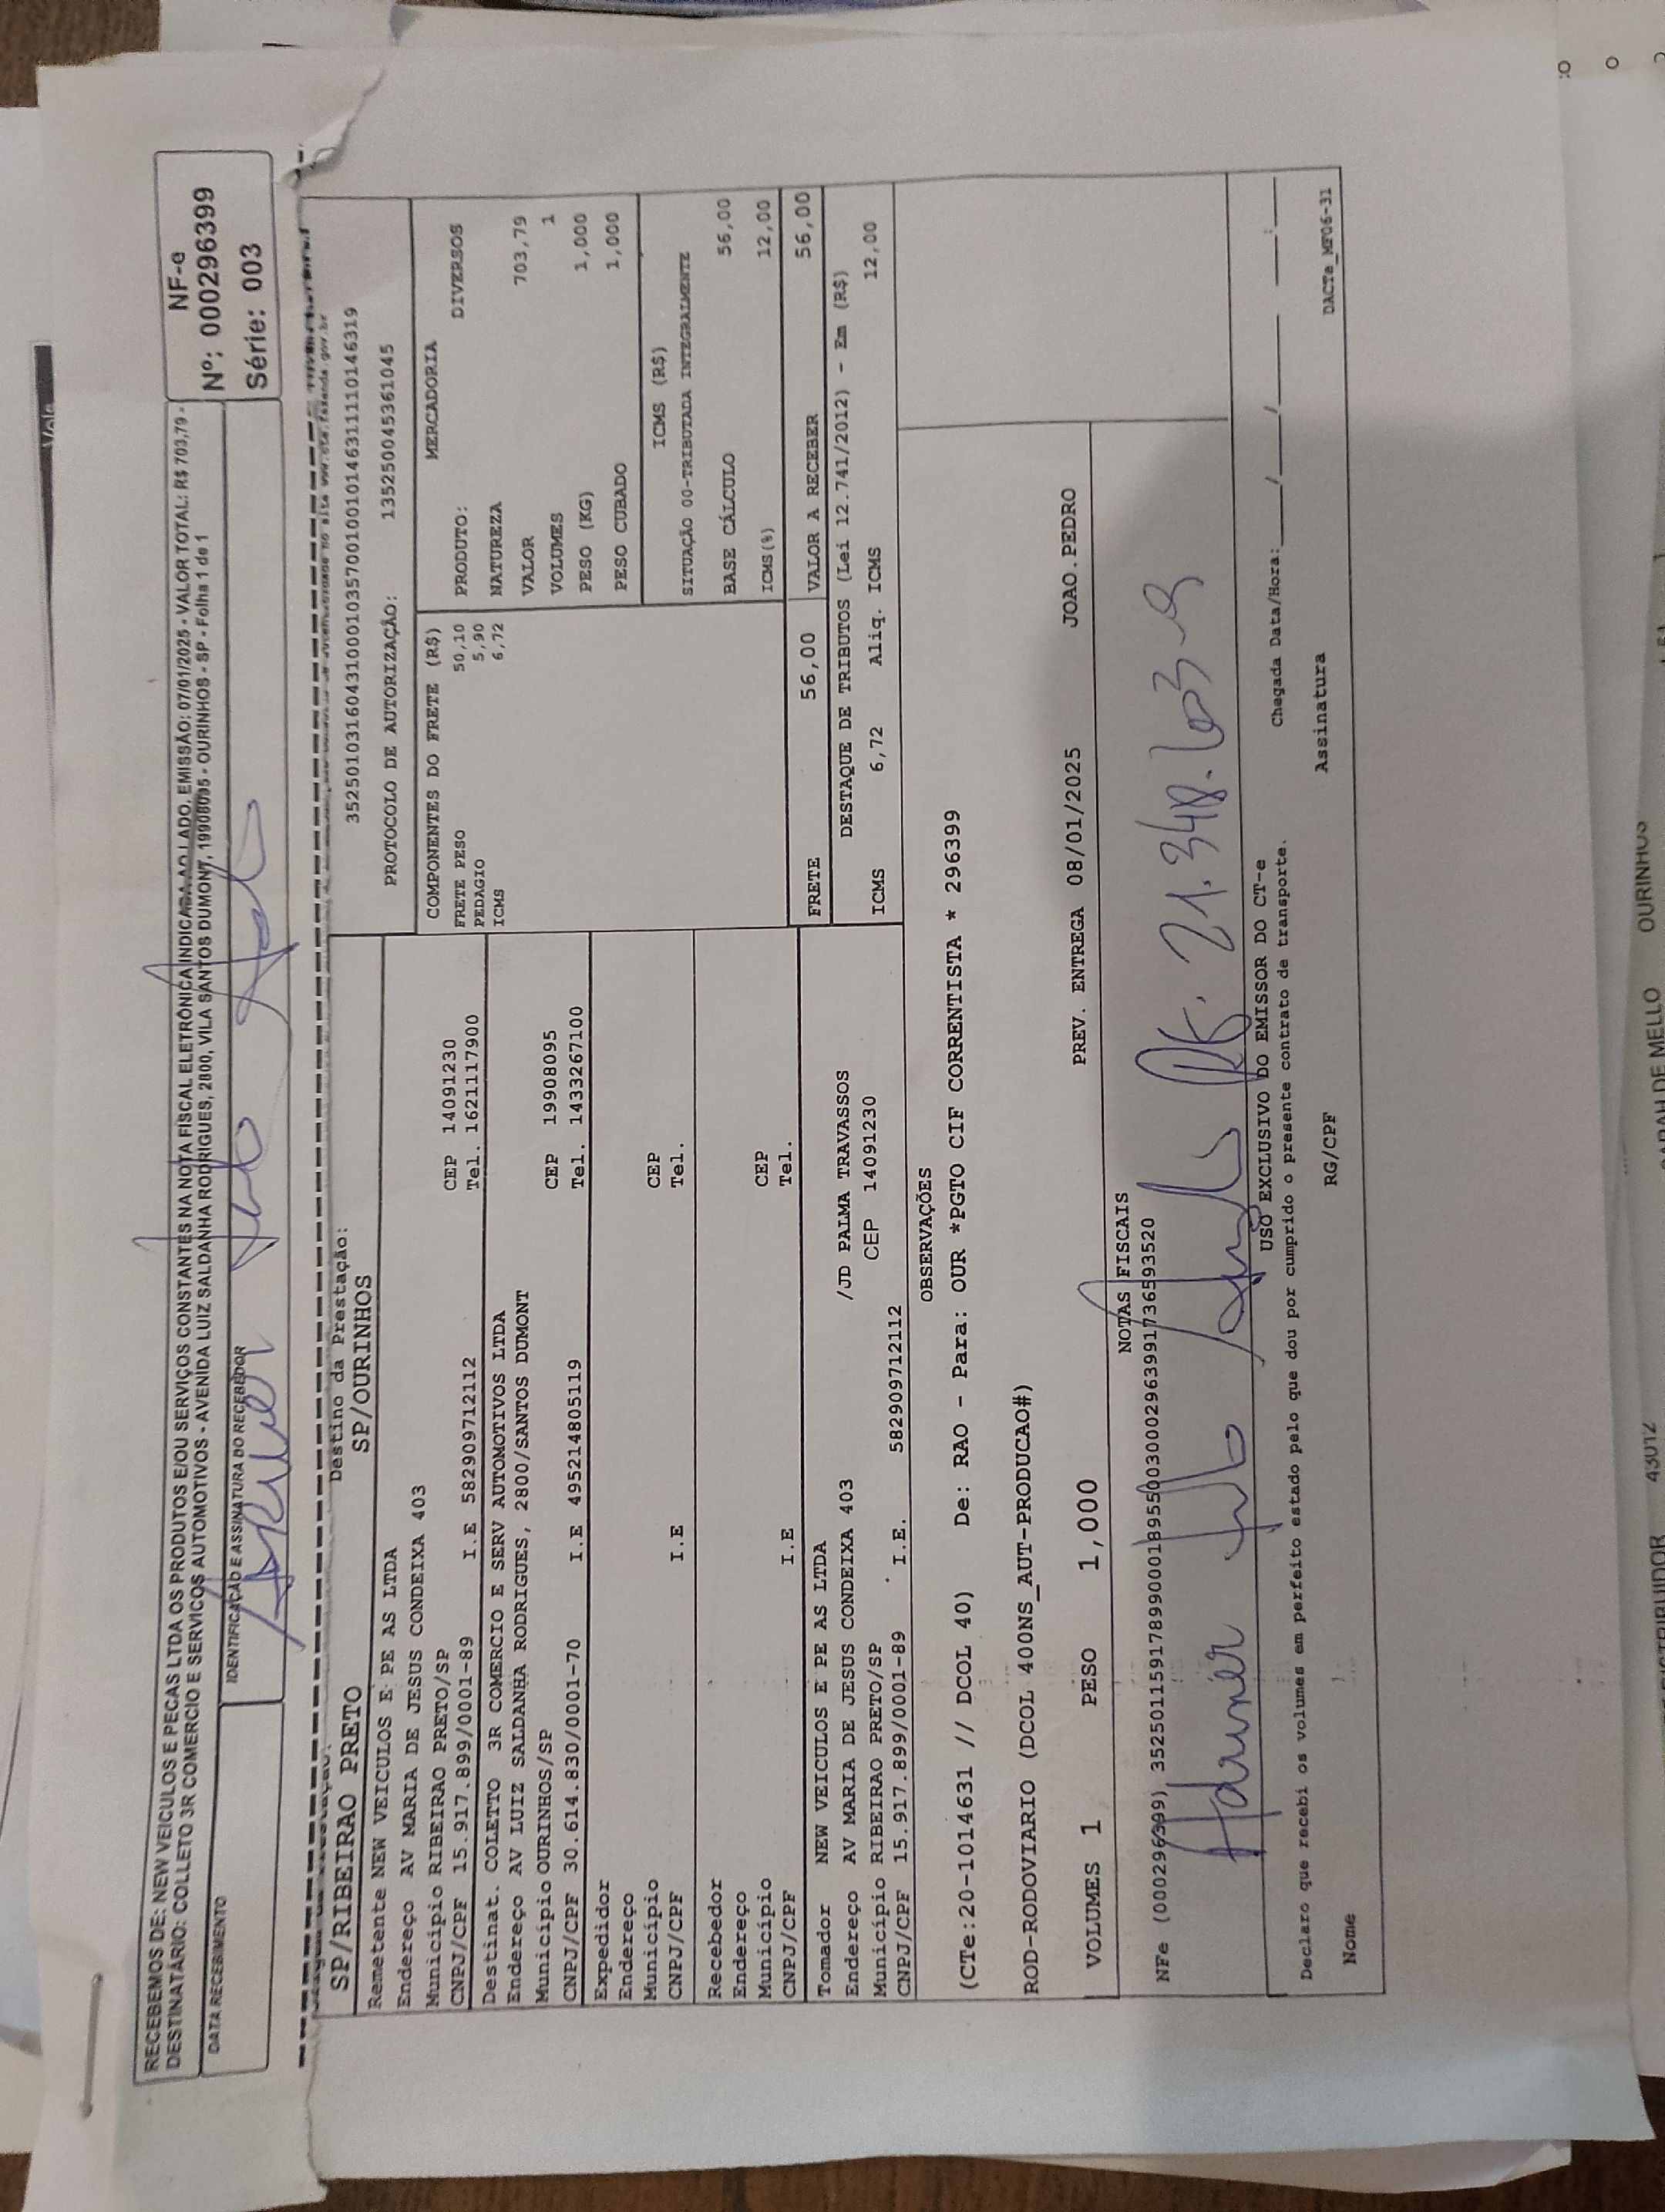 RECEBEMOS DE: NEW VEICULOS E PECAS LTDA OS PRODUTOS E/OU SERVIÇOS CONSTANTES NA NOTA FISCAL ELETRÔNICA INDICADA AO LADO. EMISSÃO: 07/01/2025 - VALOR TOTAL: R$ 703,79 -
DESTINATÁRIO: COLLETO 3R COMERCIO E SERVICOS AUTOMOTIVOS - AVENIDA LUIZ SALDANHA RODRIGUES, 2800, VILA SANTOS DUMONT, 19908095 - OURINHOS - SP - Folha 1 de 1
NF-e
Nº: 000296399
Série: 003
DATA RECEBIMENTO
IDENTIFICAÇÃO E ASSINATURA DO RECEBEDOR
Destino da Prestação:
SP/RIBEIRAO PRETO SP/OURINHOS
35250103160431000103570010010146311110146319
PROTOCOLO DE AUTORIZAÇÃO: 135250045361045
Remetente NEW VEICULOS E PE AS LTDA
Endereço AV MARIA DE JESUS CONDEIXA 403
Município RIBEIRAO PRETO/SP CEP 14091230
CNPJ/CPF 15.917.899/0001-89 I.E 582909712112 Tel. 1621117900
Destinat. COLETTO 3R COMERCIO E SERV AUTOMOTIVOS LTDA
Endereço AV LUIZ SALDANHA RODRIGUES, 2800/SANTOS DUMONT
Município OURINHOS/SP CEP 19908095
CNPJ/CPF 30.614.830/0001-70 I.E 495214805119 Tel. 1433267100
Expedidor
Endereço
Município CEP
CNPJ/CPF I.E Tel.
Recebedor
Endereço
Município CEP
CNPJ/CPF I.E Tel.
Tomador NEW VEICULOS E PE AS LTDA
Endereço AV MARIA DE JESUS CONDEIXA 403 /JD PALMA TRAVASSOS
Município RIBEIRAO PRETO/SP CEP 14091230
CNPJ/CPF 15.917.899/0001-89 I.E. 582909712112
COMPONENTES DO FRETE (R$)
FRETE PESO 50,10
PEDAGIO 5,90
ICMS 6,72
MERCADORIA
PRODUTO: DIVERSOS
NATUREZA
VALOR 703,79
VOLUMES 1
PESO (KG) 1,000
PESO CUBADO 1,000
ICMS (R$)
SITUAÇÃO 00-TRIBUTADA INTEGRALMENTE
BASE CÁLCULO 56,00
ICMS(%) 12,00
FRETE 56,00 VALOR A RECEBER 56,00
DESTAQUE DE TRIBUTOS (Lei 12.741/2012) - Em (R$)
ICMS 6,72 Aliq. ICMS 12,00
OBSERVAÇÕES
(CTe:20-1014631 // DCOL 40) De: RAO - Para: OUR *PGTO CIF CORRENTISTA * 296399
ROD-RODOVIARIO (DCOL 400NS_AUT-PRODUCAO#)
VOLUMES 1 PESO 1,000 PREV. ENTREGA 08/01/2025 JOAO.PEDRO
NOTAS FISCAIS
NFe (000296399) 35250115917899000189550030002963991736593520
USO EXCLUSIVO DO EMISSOR DO CT-e
Declaro que recebi os volumes em perfeito estado pelo que dou por cumprido o presente contrato de transporte.
Chegada Data/Hora: / / :
Nome RG/CPF Assinatura
DACTe_MF06-31
OURINHOS
43012